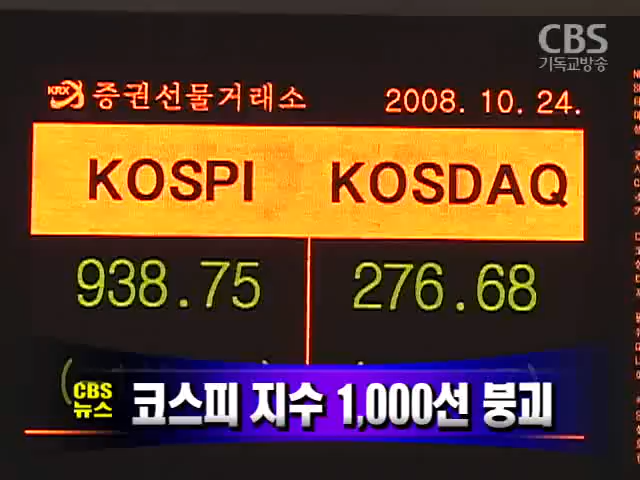 CBS
기독교방송
KRX 증권선물거래소 2008. 10. 24.
KOSPI KOSDAQ
938.75 276.68
CBS
뉴스
코스피 지수 1,000선 붕괴